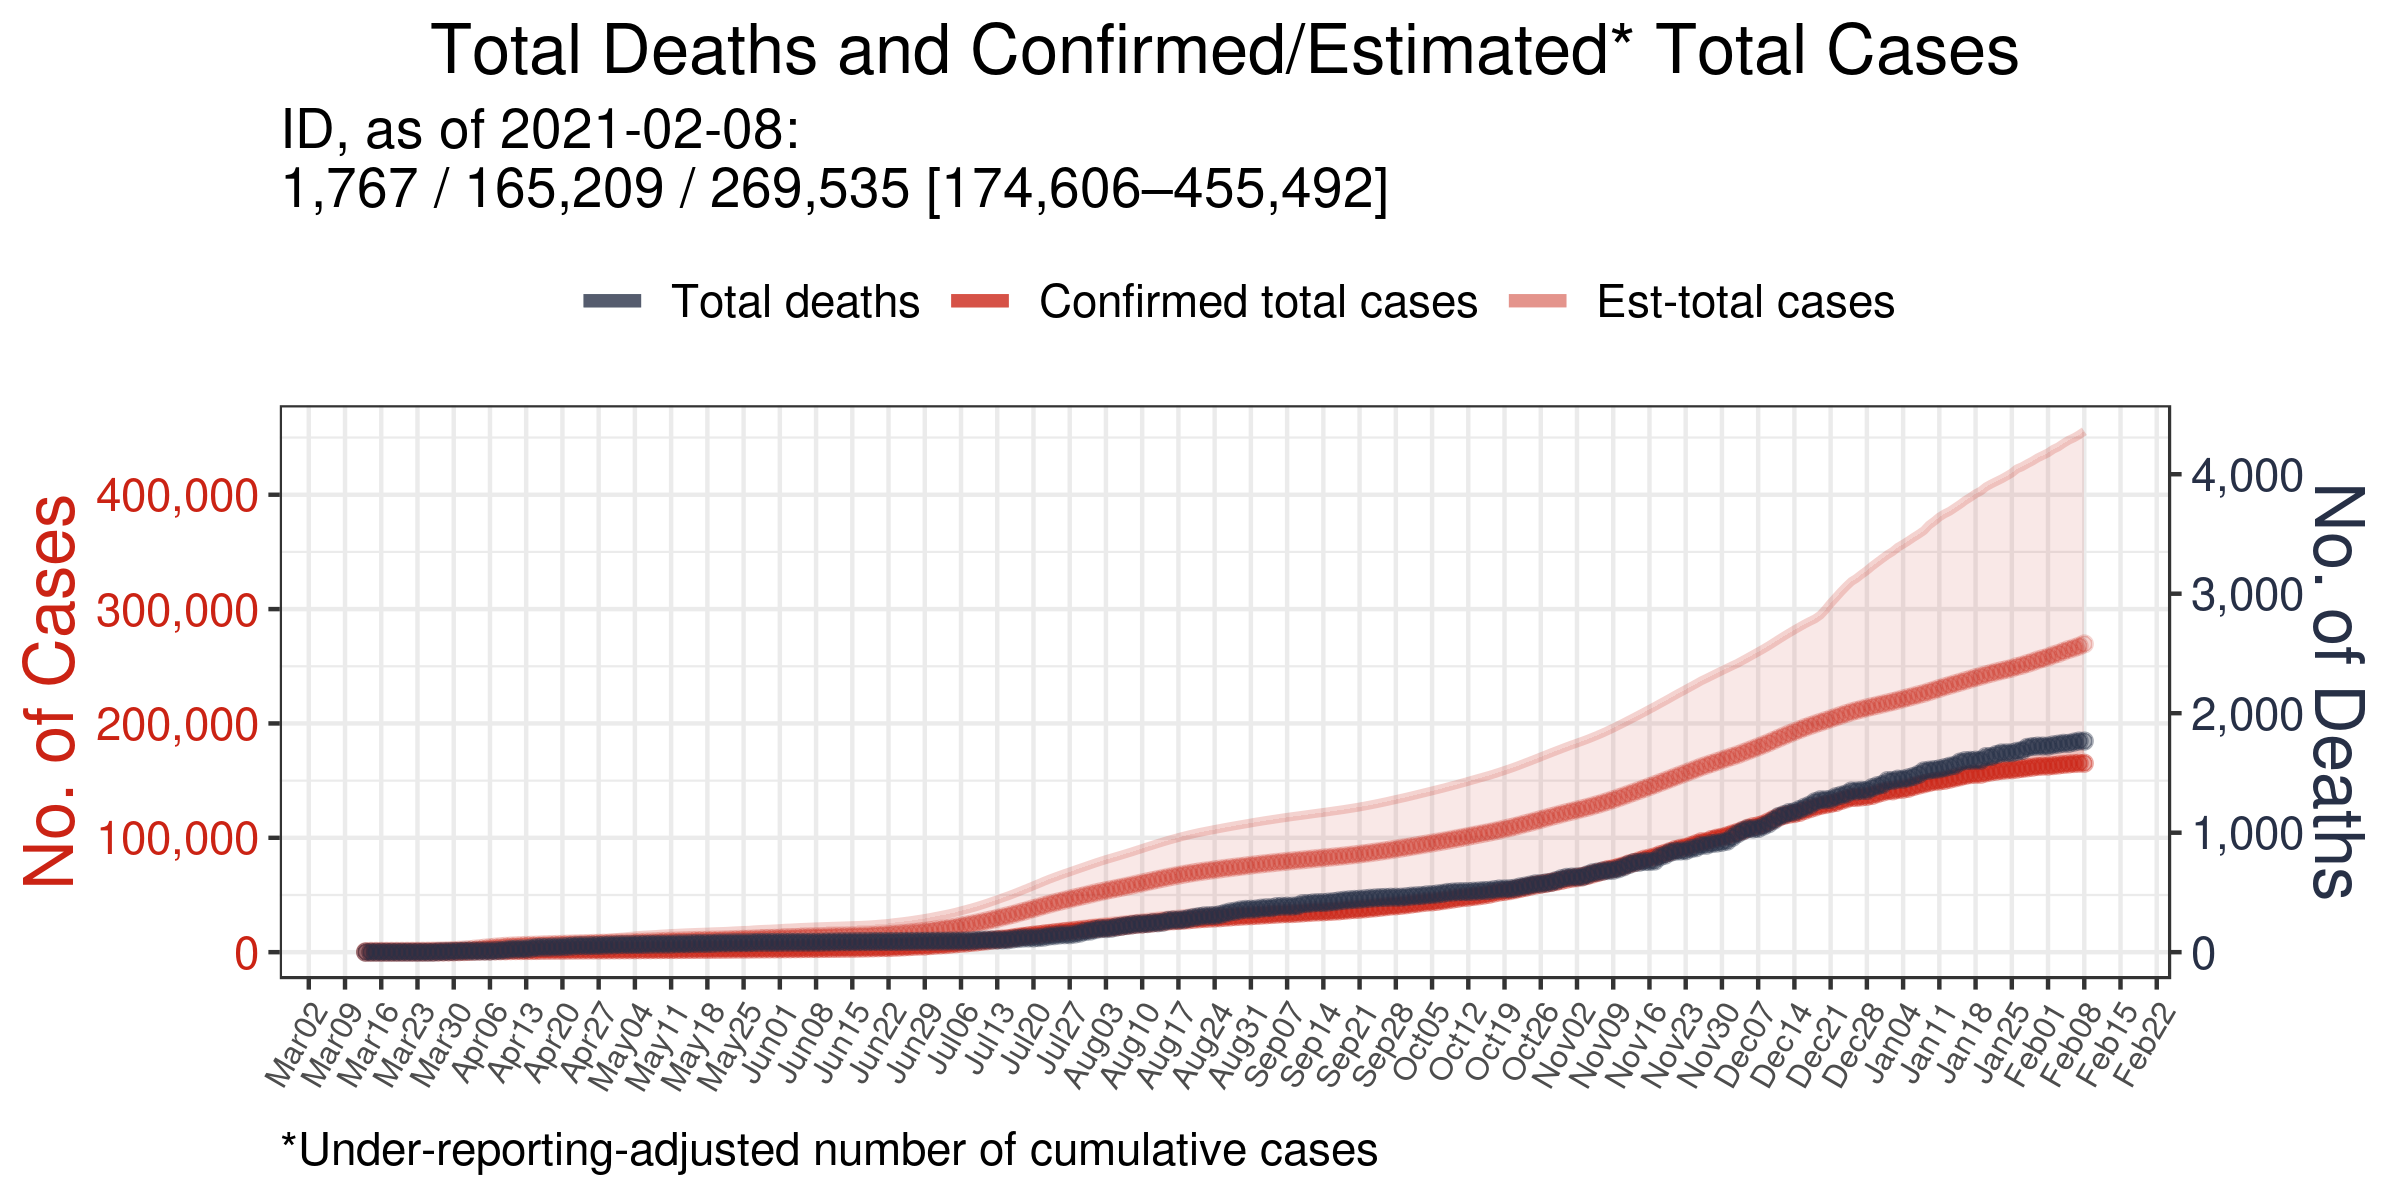 Total Deaths and Confirmed/Estimated* Total Cases
ID, as of 2021-02-08:
1,767 / 165,209 / 269,535 [174,606–455,492]
Total deaths
Confirmed total cases
Est-total cases
No. of Cases
400,000
300,000
200,000
100,000
0
4,000
3,000
2,000
1,000
0
No. of Deaths
Mar02
Mar09
Mar16
Mar23
Mar30
Apr06
Apr13
Apr20
Apr27
May04
May11
May18
May25
Jun01
Jun08
Jun15
Jun22
Jun29
Jul06
Jul13
Jul20
Jul27
Aug03
Aug10
Aug17
Aug24
Aug31
Sep07
Sep14
Sep21
Sep28
Oct05
Oct12
Oct19
Oct26
Nov02
Nov09
Nov16
Nov23
Nov30
Dec07
Dec14
Dec21
Dec28
Jan04
Jan11
Jan18
Jan25
Feb01
Feb08
Feb15
Feb22
*Under-reporting-adjusted number of cumulative cases